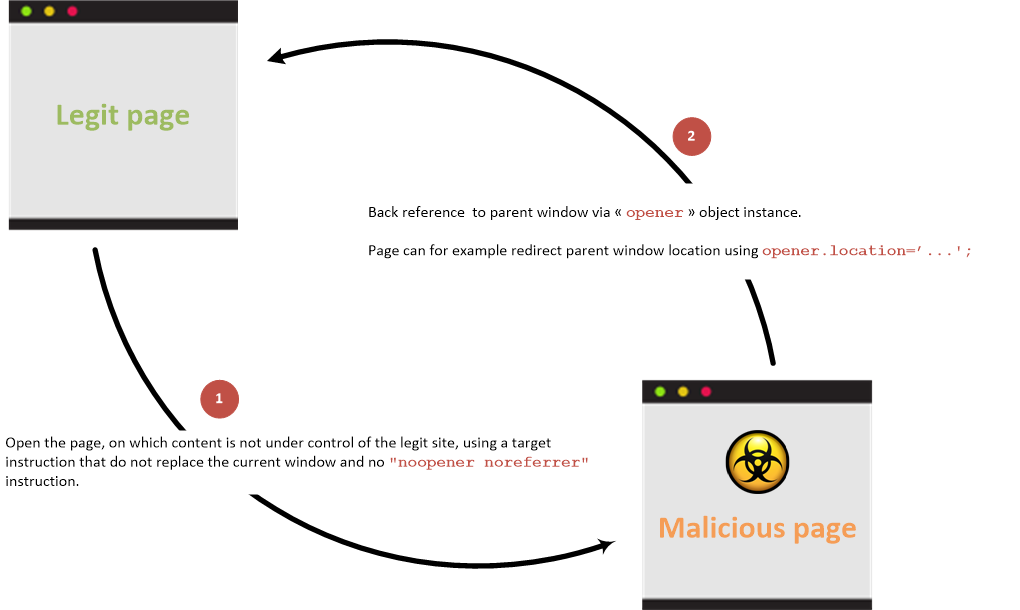 Legit page
2
Back reference  to parent window via « opener » object instance.
Page can for example redirect parent window location using opener.location=’...';
1
Open the page, on which content is not under control of the legit site, using a target
instruction that do not replace the current window and no "noopener noreferrer"
instruction.
Malicious page